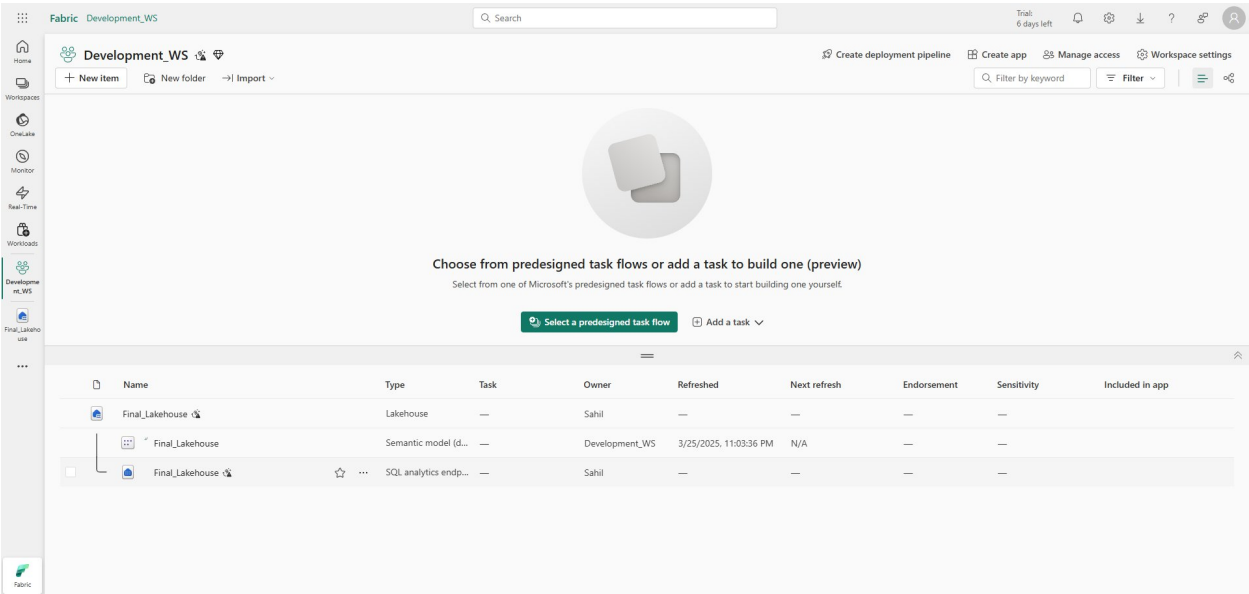 Fabric Development_WS
Search
Trial:
6 days left
Home
Workspaces
OneLake
Monitor
Real-Time
Workloads
Developme
nt_WS
Final_Lakeho
use
Fabric
Development_WS
Create deployment pipeline
Create app
Manage access
Workspace settings
New item
New folder
Import
Filter by keyword
Filter
Choose from predesigned task flows or add a task to build one (preview)
Select from one of Microsoft's predesigned task flows or add a task to start building one yourself.
Select a predesigned task flow
Add a task
Name Type Task Owner Refreshed Next refresh Endorsement Sensitivity Included in app
Final_Lakehouse Lakehouse — Sahil — — — —
Final_Lakehouse Semantic model (d... — Development_WS 3/25/2025, 11:03:36 PM N/A — —
Final_Lakehouse SQL analytics endp... — Sahil — — — —